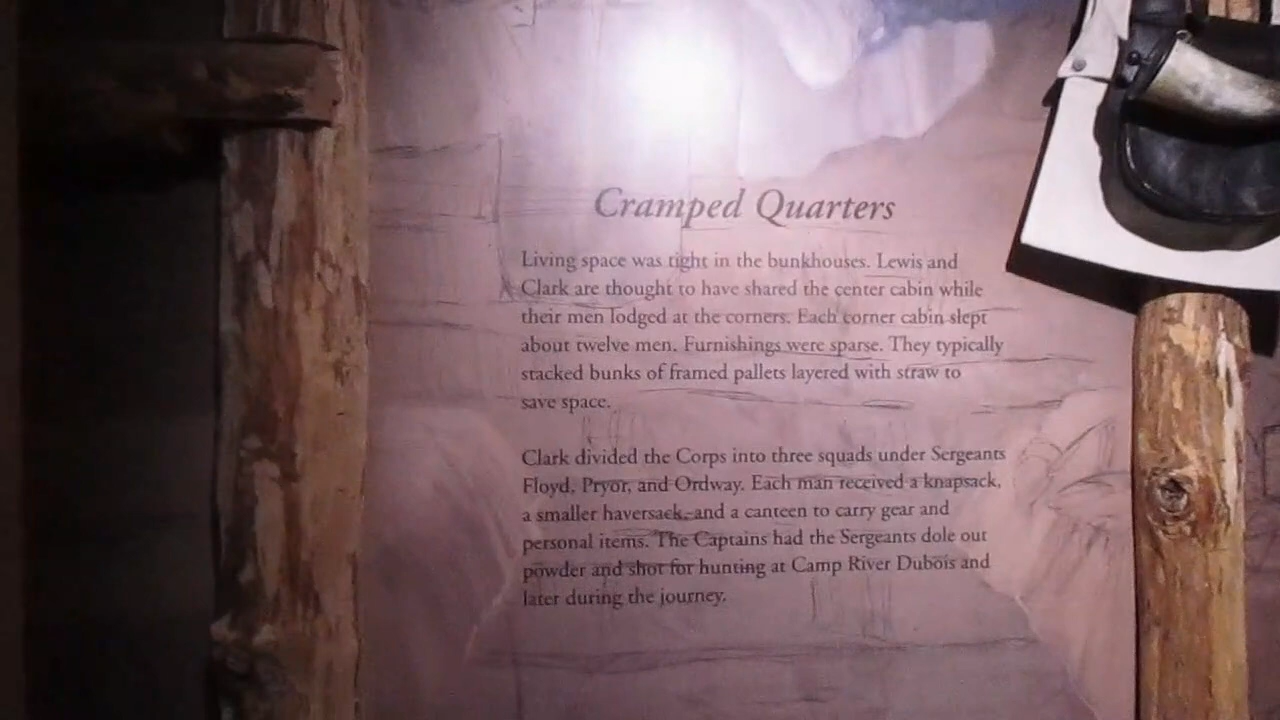 Cramped Quarters
Living space was tight in the bunkhouses. Lewis and
Clark are thought to have shared the center cabin while
their men lodged at the corners. Each corner cabin slept
about twelve men. Furnishings were sparse. They typically
stacked bunks of framed pallets layered with straw to
save space.
Clark divided the Corps into three squads under Sergeants
Floyd, Pryor, and Ordway. Each man received a knapsack,
a smaller haversack, and a canteen to carry gear and
personal items. The Captains had the Sergeants dole out
powder and shot for hunting at Camp River Dubois and
later during the journey.